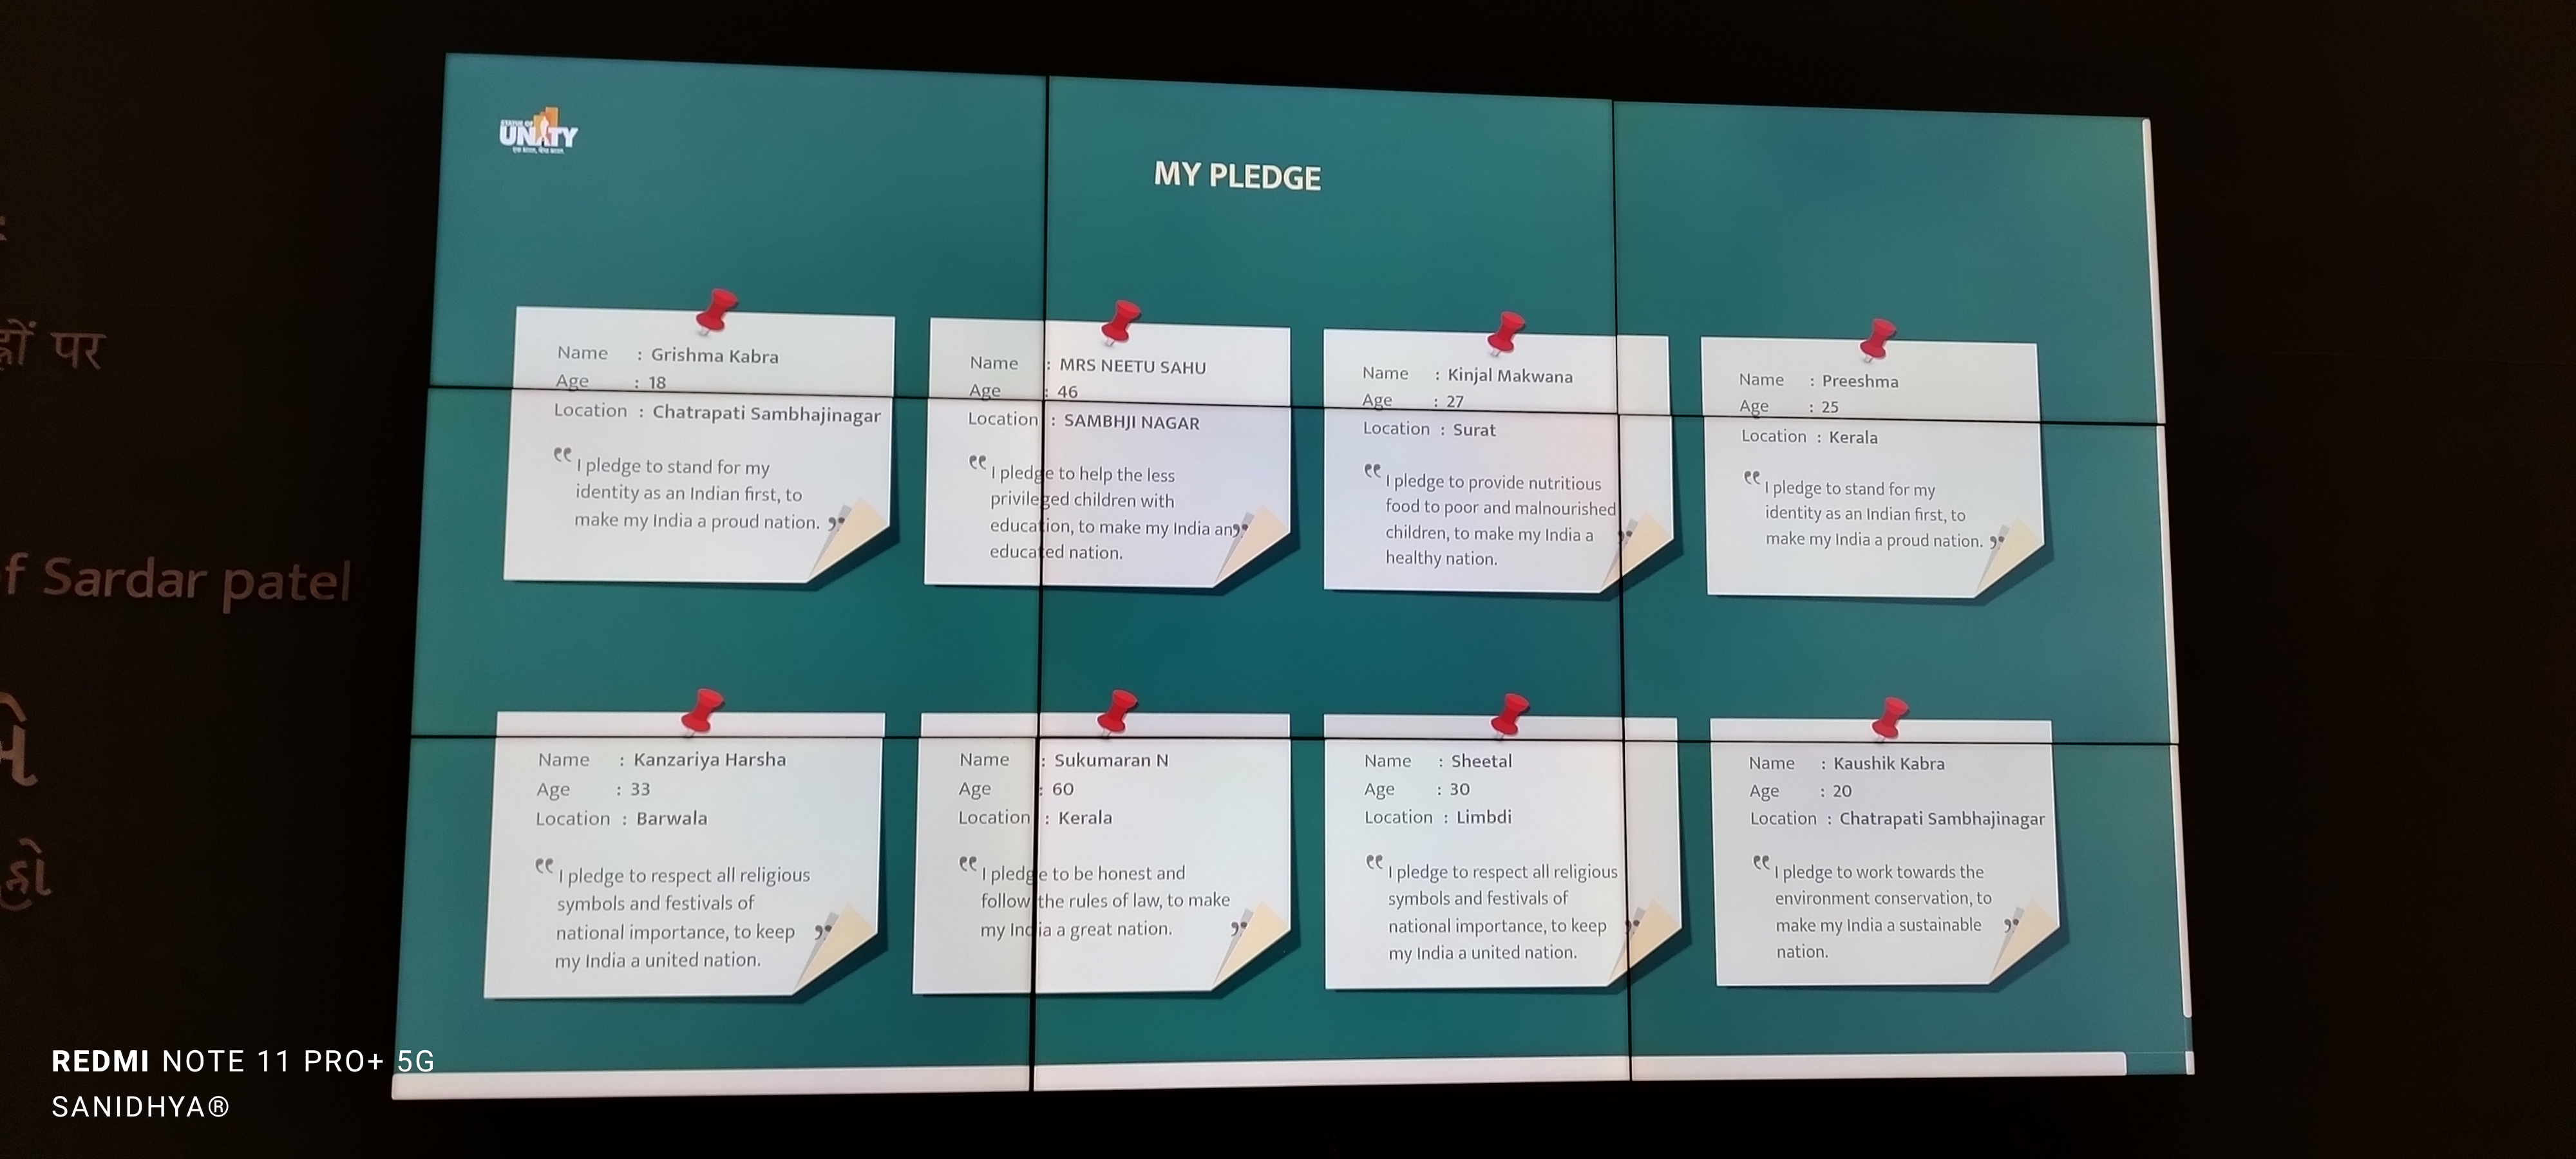 STATUE OF
UNITY
MY PLEDGE
Name : Grishma Kabra
Age : 18
Location : Chatrapati Sambhajinagar
“ I pledge to stand for my
identity as an Indian first, to
make my India a proud nation. ”
Name : MRS NEETU SAHU
Age : 46
Location : SAMBHJI NAGAR
“ I pledge to help the less
privileged children with
education, to make my India an ”
educated nation.
Name : Kinjal Makwana
Age : 27
Location : Surat
“ I pledge to provide nutritious
food to poor and malnourished
children, to make my India a ”
healthy nation.
Name : Preeshma
Age : 25
Location : Kerala
“ I pledge to stand for my
identity as an Indian first, to
make my India a proud nation. ”
Name : Kanzariya Harsha
Age : 33
Location : Barwala
“ I pledge to respect all religious
symbols and festivals of
national importance, to keep ”
my India a united nation.
Name : Sukumaran N
Age : 60
Location : Kerala
“ I pledge to be honest and
follow the rules of law, to make
my India a great nation. ”
Name : Sheetal
Age : 30
Location : Limbdi
“ I pledge to respect all religious
symbols and festivals of
national importance, to keep ”
my India a united nation.
Name : Kaushik Kabra
Age : 20
Location : Chatrapati Sambhajinagar
“ I pledge to work towards the
environment conservation, to
make my India a sustainable ”
nation.
पर
of Sardar patel
REDMI NOTE 11 PRO+ 5G
SANIDHYA®